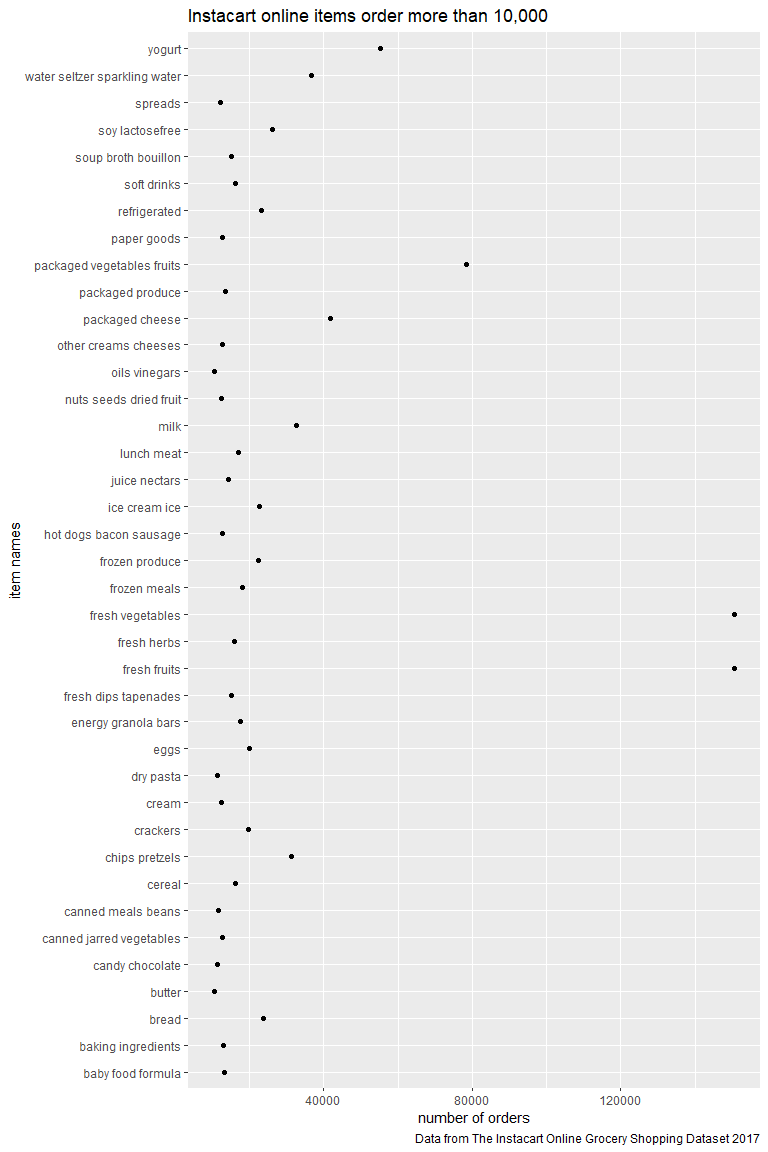 Instacart online items order more than 10,000
yogurt
water seltzer sparkling water
spreads
soy lactosefree
soup broth bouillon
soft drinks
refrigerated
paper goods
packaged vegetables fruits
packaged produce
packaged cheese
other creams cheeses
oils vinegars
nuts seeds dried fruit
milk
lunch meat
juice nectars
ice cream ice
hot dogs bacon sausage
frozen produce
frozen meals
fresh vegetables
fresh herbs
fresh fruits
fresh dips tapenades
energy granola bars
eggs
dry pasta
cream
crackers
chips pretzels
cereal
canned meals beans
canned jarred vegetables
candy chocolate
butter
bread
baking ingredients
baby food formula
item names
40000 80000 120000
number of orders
Data from The Instacart Online Grocery Shopping Dataset 2017